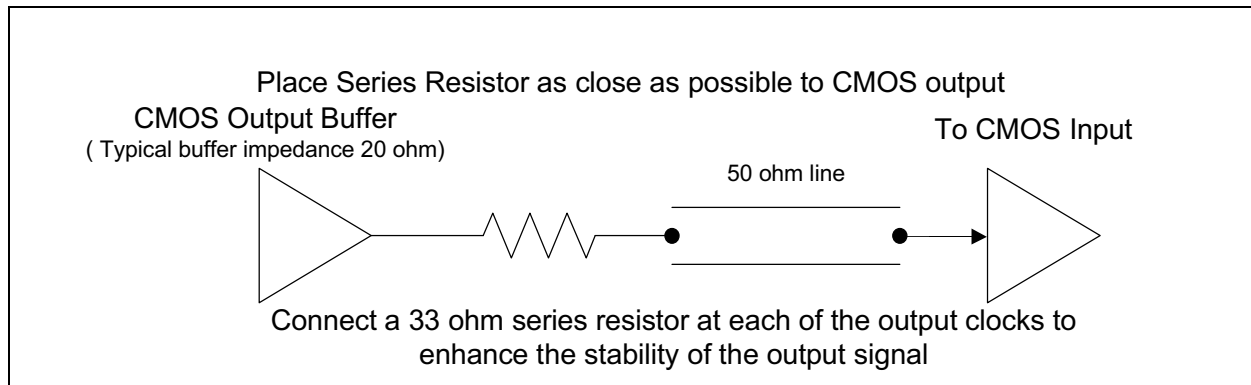 Place Series Resistor as close as possible to CMOS output
CMOS Output Buffer
( Typical buffer impedance 20 ohm)
To CMOS Input
50 ohm line
Connect a 33 ohm series resistor at each of the output clocks to
enhance the stability of the output signal